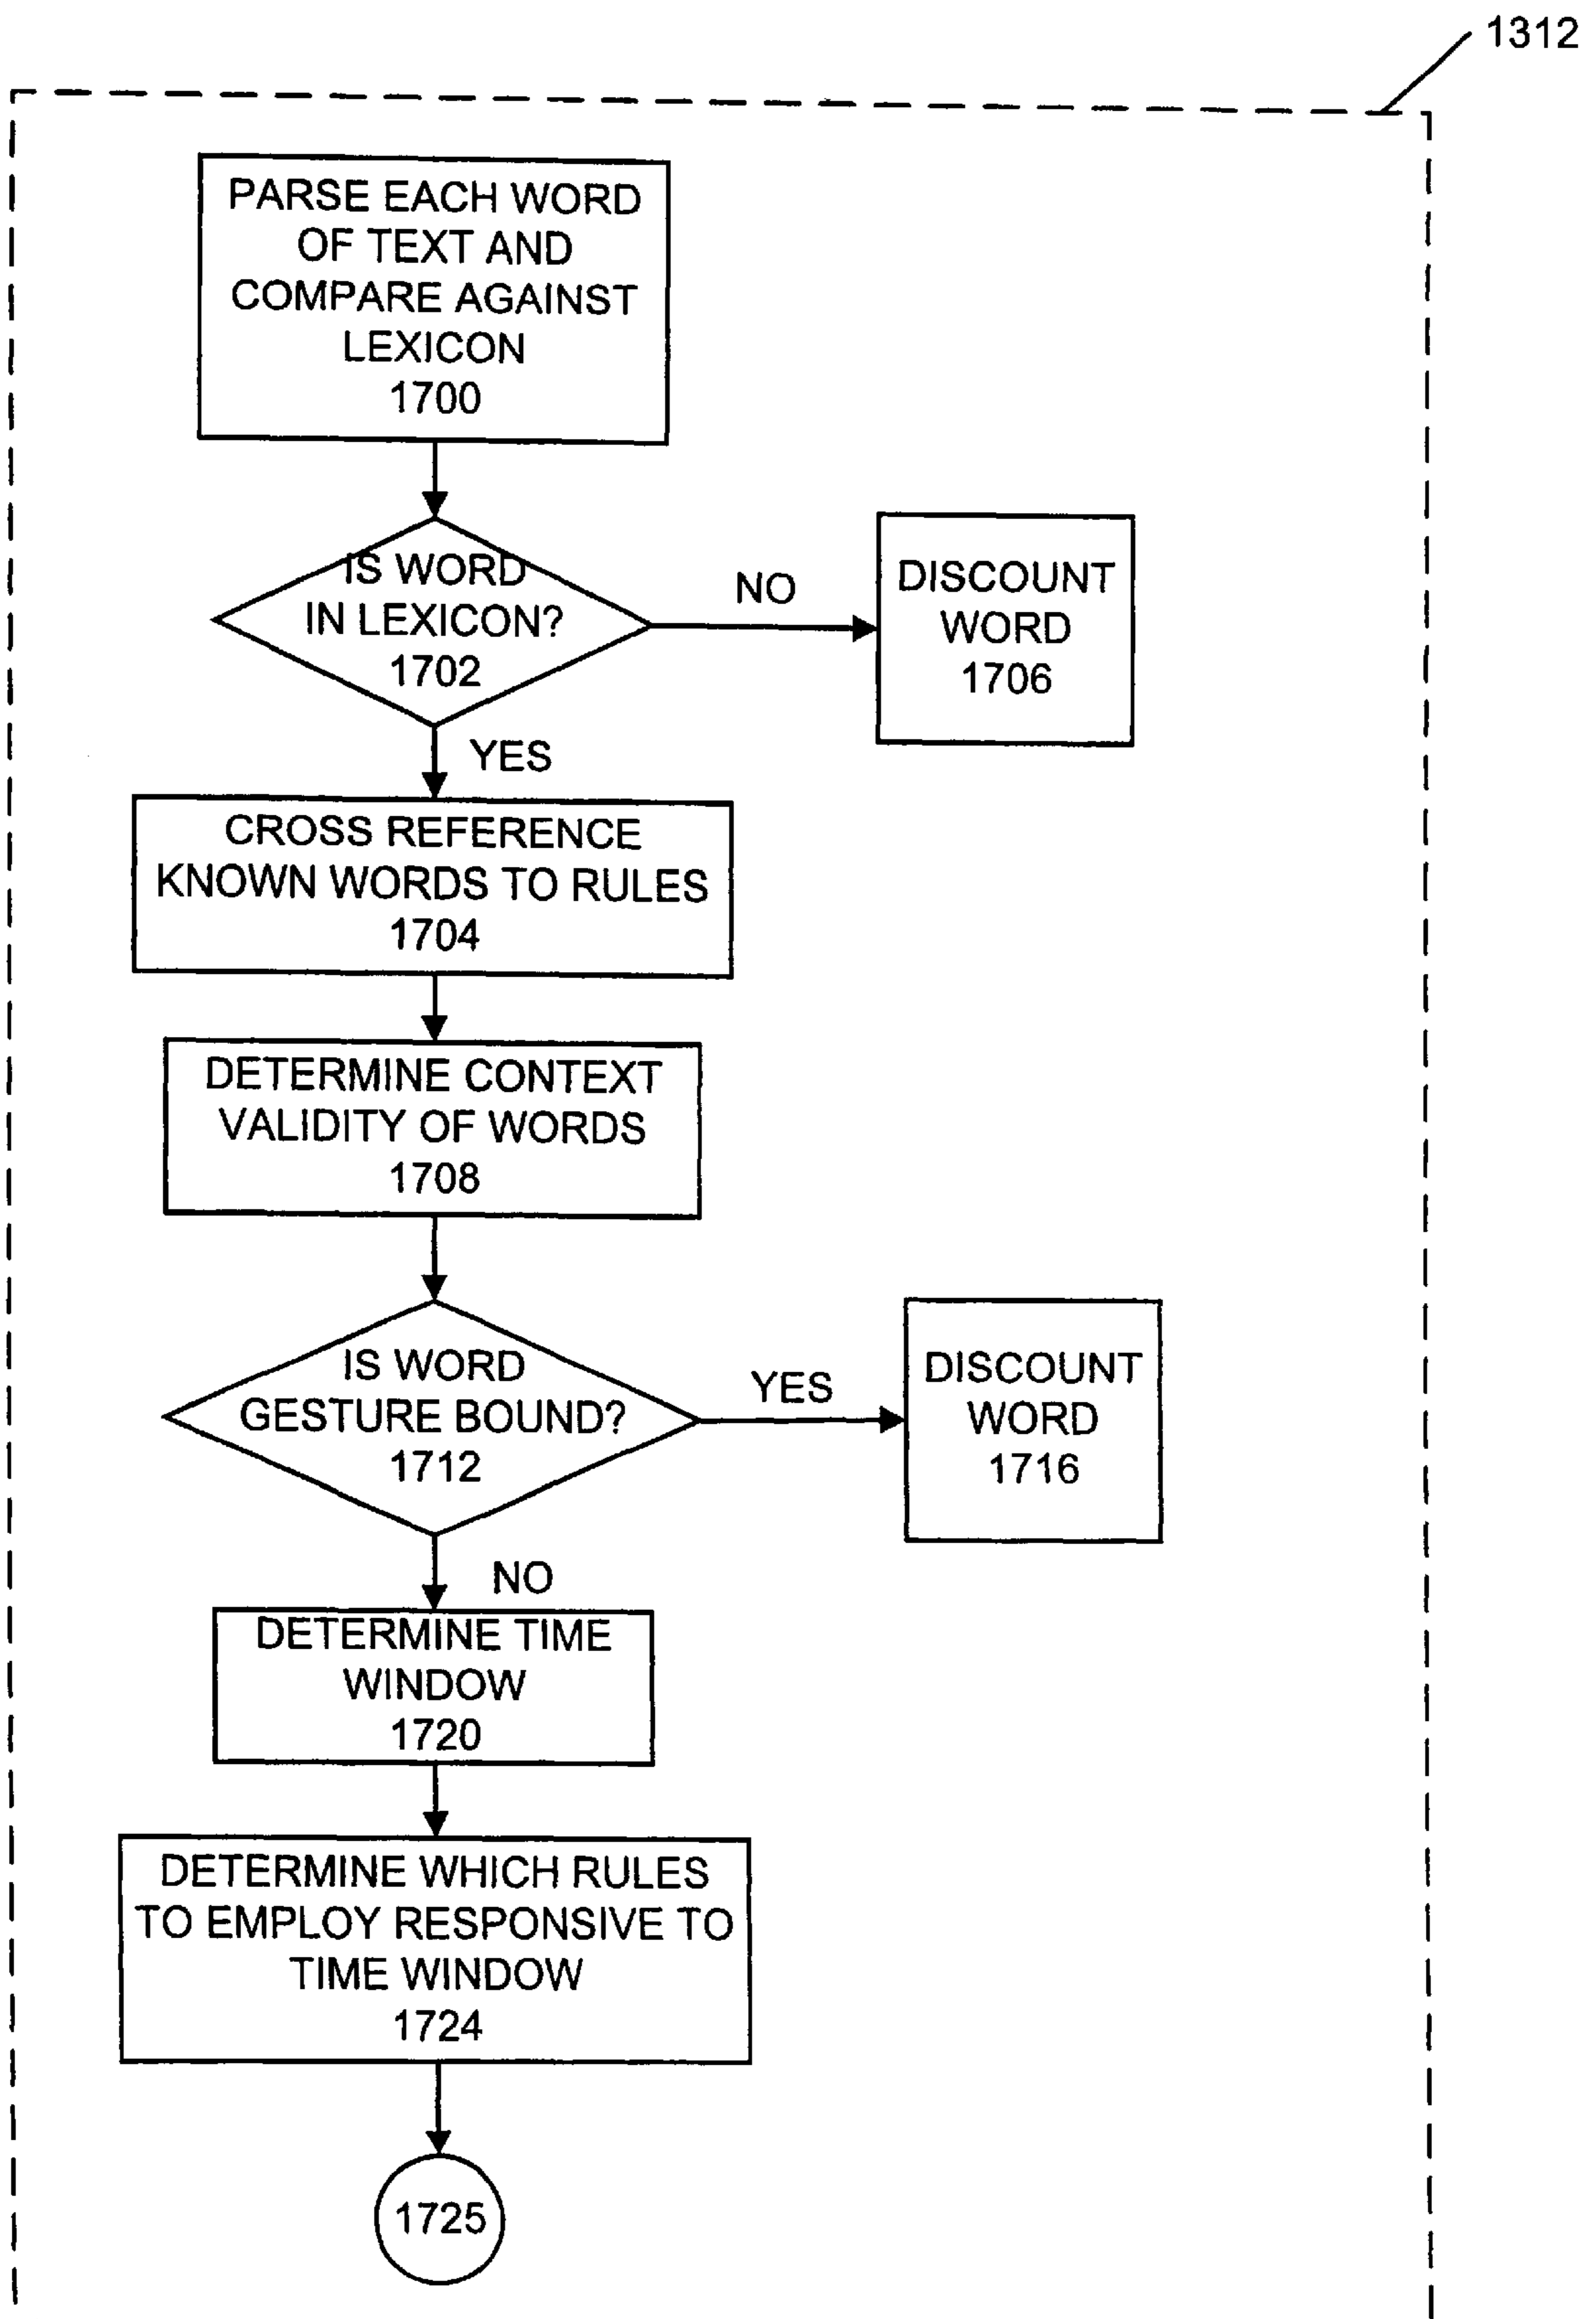 1312
PARSE EACH WORD
OF TEXT AND
COMPARE AGAINST
LEXICON
1700
IS WORD
IN LEXICON?
1702
NO
DISCOUNT
WORD
1706
YES
CROSS REFERENCE
KNOWN WORDS TO RULES
1704
DETERMINE CONTEXT
VALIDITY OF WORDS
1708
IS WORD
GESTURE BOUND?
1712
YES
DISCOUNT
WORD
1716
NO
DETERMINE TIME
WINDOW
1720
DETERMINE WHICH RULES
TO EMPLOY RESPONSIVE TO
TIME WINDOW
1724
1725